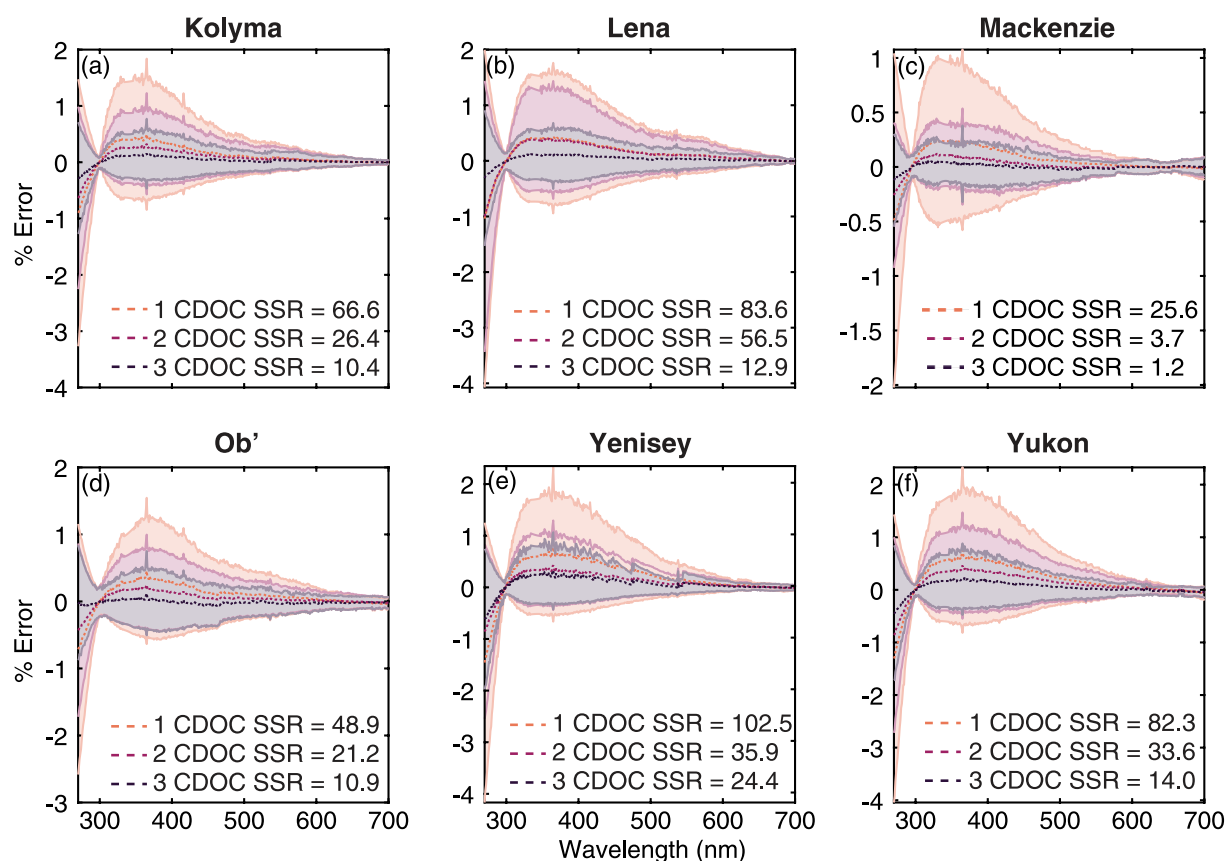 Kolyma
Lena
Mackenzie
(a)
(b)
(c)
2
1
0
-1
-2
-3
-4
% Error
1 CDOC SSR = 66.6
2 CDOC SSR = 26.4
3 CDOC SSR = 10.4
2
1
0
-1
-2
-3
-4
1 CDOC SSR = 83.6
2 CDOC SSR = 56.5
3 CDOC SSR = 12.9
1
0.5
0
-0.5
-1
-1.5
-2
1 CDOC SSR = 25.6
2 CDOC SSR = 3.7
3 CDOC SSR = 1.2
Ob’
Yenisey
Yukon
(d)
(e)
(f)
2
1
0
-1
-2
-3
% Error
1 CDOC SSR = 48.9
2 CDOC SSR = 21.2
3 CDOC SSR = 10.9
300 400 500 600 700
2
1
0
-1
-2
-3
-4
1 CDOC SSR = 102.5
2 CDOC SSR = 35.9
3 CDOC SSR = 24.4
300 400 500 600 700
2
1
0
-1
-2
-3
-4
1 CDOC SSR = 82.3
2 CDOC SSR = 33.6
3 CDOC SSR = 14.0
300 400 500 600 700
Wavelength (nm)